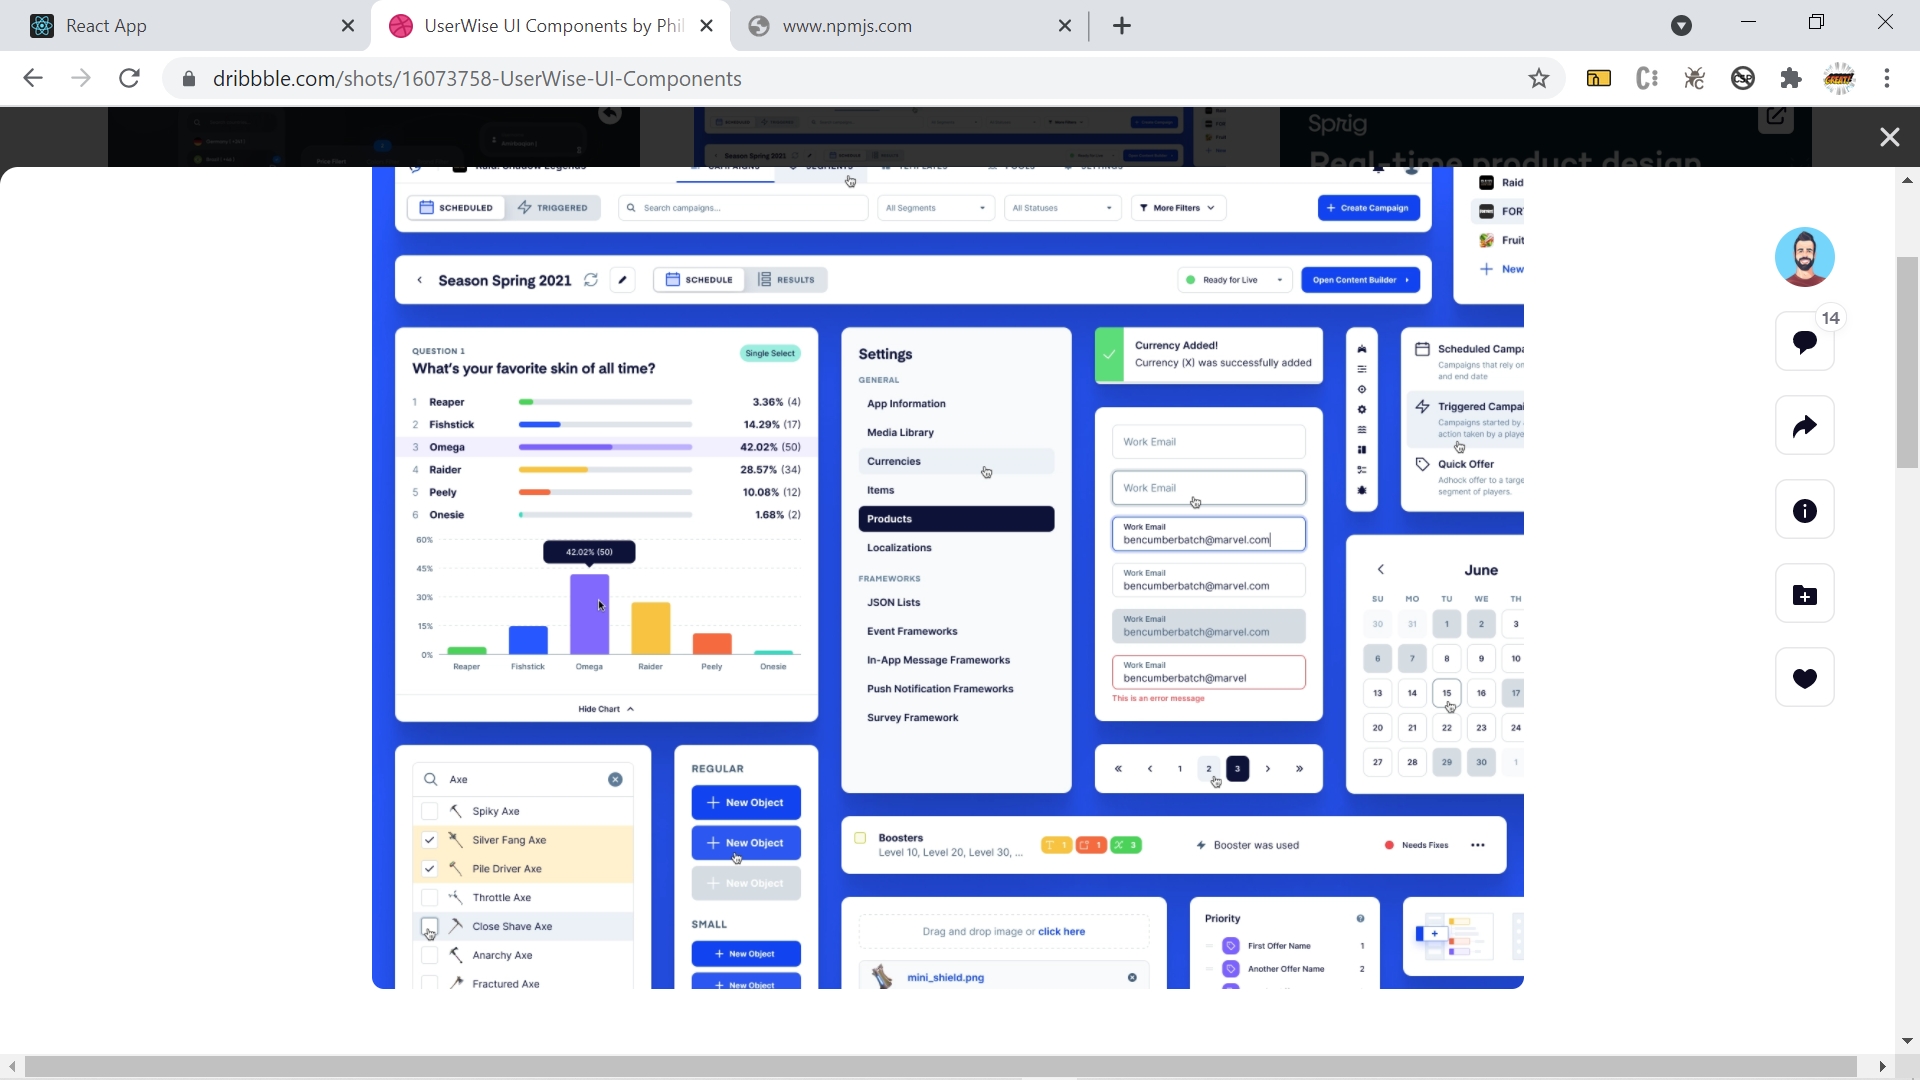 React App
UserWise UI Components by Phil
www.npmjs.com
dribbble.com/shots/16073758-UserWise-UI-Components
Sprig
Real-time product design
CAMPAIGNS
SEGMENTS
TEMPLATES
SETTINGS
SCHEDULED
TRIGGERED
Search campaigns...
All Segments
All Statuses
More Filters
+ Create Campaign
Raid
FOR
Fruit
+ New
Season Spring 2021
SCHEDULE
RESULTS
Ready for Live
Open Content Builder
14
QUESTION 1
Single Select
What's your favorite skin of all time?
1 Reaper 3.36% (4)
2 Fishstick 14.29% (17)
3 Omega 42.02% (50)
4 Raider 28.57% (34)
5 Peely 10.08% (12)
6 Onesie 1.68% (2)
60%
42.02% (50)
45%
30%
15%
0%
Reaper Fishstick Omega Raider Peely Onesie
Hide Chart
Settings
GENERAL
App Information
Media Library
Currencies
Items
Products
Localizations
FRAMEWORKS
JSON Lists
Event Frameworks
In-App Message Frameworks
Push Notification Frameworks
Survey Framework
Currency Added!
Currency (X) was successfully added
Work Email
Work Email
Work Email
bencumberbatch@marvel.com
Work Email
bencumberbatch@marvel.com
Work Email
bencumberbatch@marvel.com
Work Email
bencumberbatch@marvel
This is an error message
« < 1 2 3 > »
Scheduled Campa
Campaigns that rely on
and end date
Triggered Campai
Campaigns started by
action taken by a playe
Quick Offer
Adhock offer to a targe
segment of players.
June
SU MO TU WE TH
30 31 1 2 3
6 7 8 9 10
13 14 15 16 17
20 21 22 23 24
27 28 29 30 1
Axe
Spiky Axe
Silver Fang Axe
Pile Driver Axe
Throttle Axe
Close Shave Axe
Anarchy Axe
Fractured Axe
REGULAR
+ New Object
+ New Object
+ New Object
SMALL
+ New Object
+ New Object
Boosters
Level 10, Level 20, Level 30, ...
1
1
3
Booster was used
Needs Fixes
Drag and drop image or click here
mini_shield.png
Priority
First Offer Name 1
Another Offer Name 2